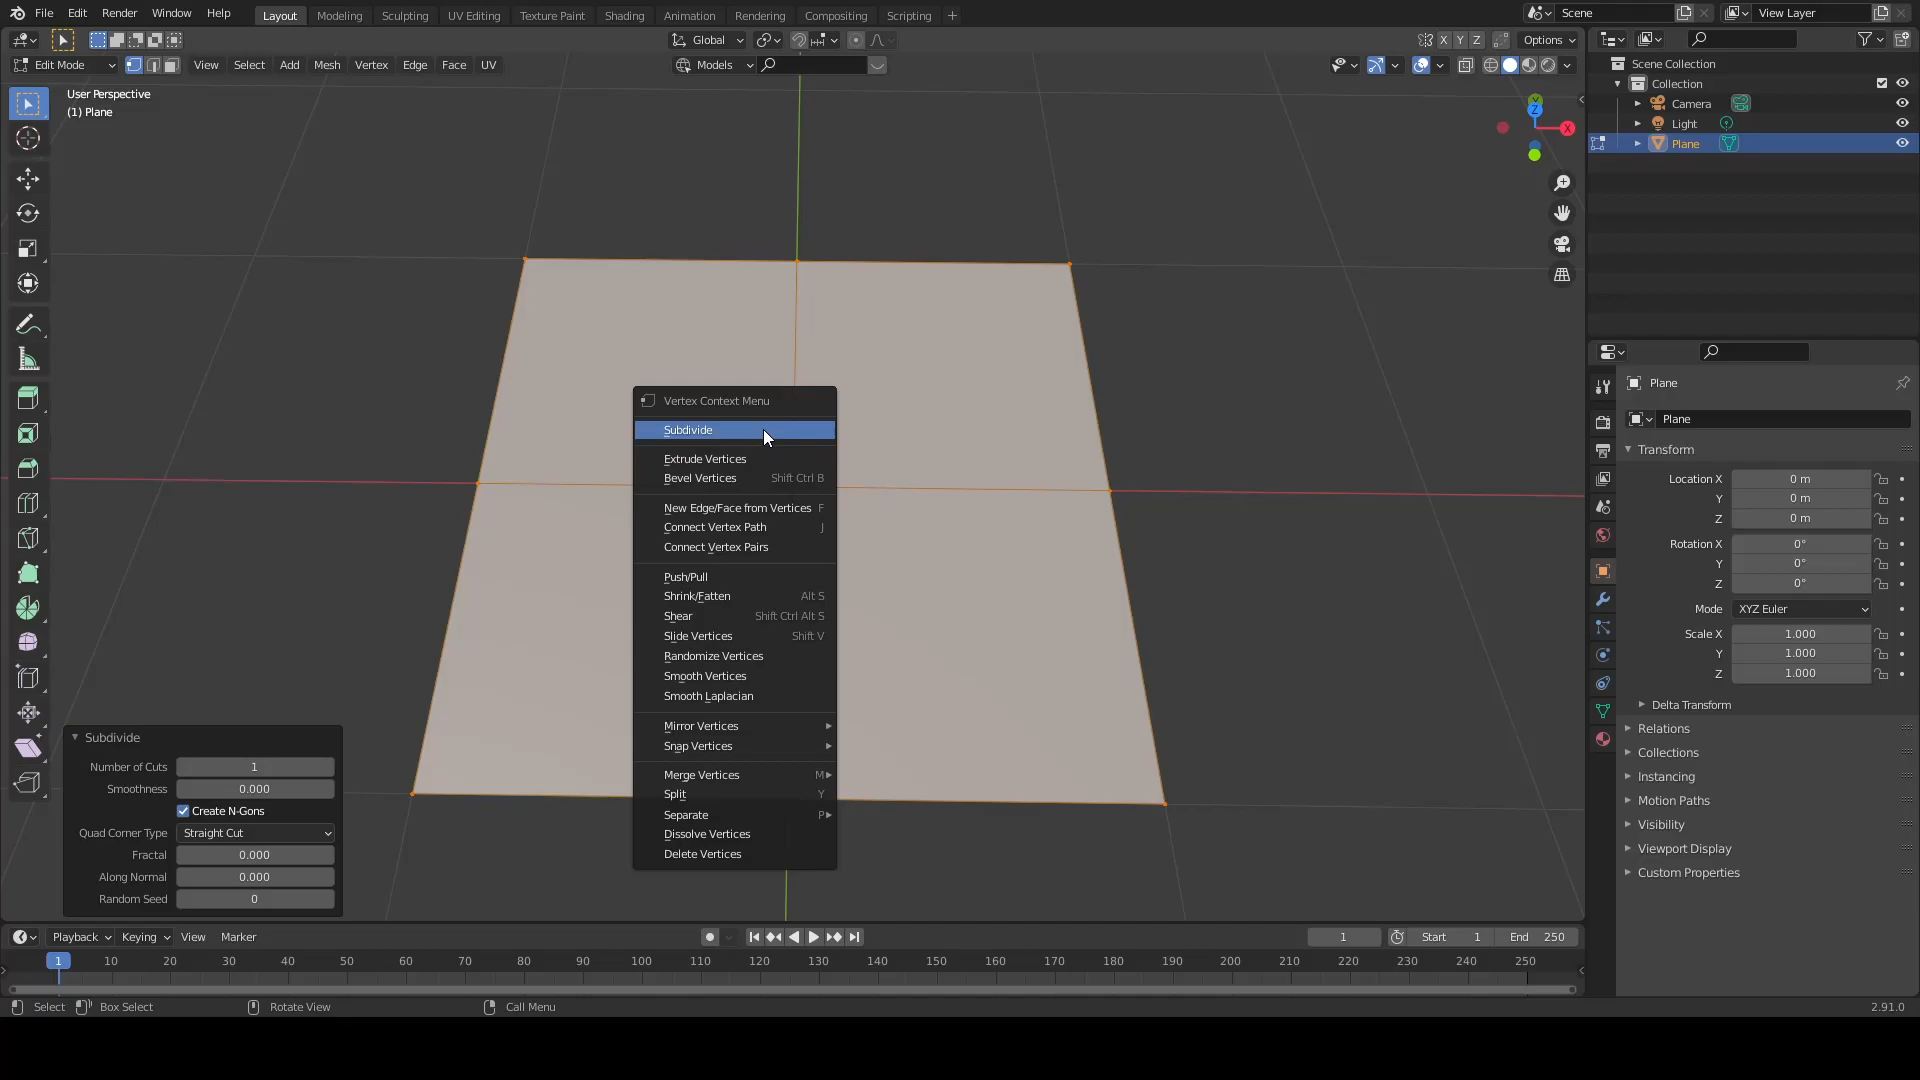 File Edit Render Window Help Layout Modeling Sculpting UV Editing Texture Paint Shading Animation Rendering Compositing Scripting + Scene View Layer
Global X Y Z Options
Edit Mode View Select Add Mesh Vertex Edge Face UV Models
User Perspective
(1) Plane
Y
Z
X
Scene Collection
Collection
Camera
Light
Plane
Vertex Context Menu
Subdivide
Extrude Vertices
Bevel Vertices Shift Ctrl B
New Edge/Face from Vertices F
Connect Vertex Path J
Connect Vertex Pairs
Push/Pull
Shrink/Fatten Alt S
Shear Shift Ctrl Alt S
Slide Vertices Shift V
Randomize Vertices
Smooth Vertices
Smooth Laplacian
Mirror Vertices
Snap Vertices
Merge Vertices M
Split Y
Separate P
Dissolve Vertices
Delete Vertices
Subdivide
Number of Cuts 1
Smoothness 0.000
Create N-Gons
Quad Corner Type Straight Cut
Fractal 0.000
Along Normal 0.000
Random Seed 0
Plane
Plane
Transform
Location X 0 m
Y 0 m
Z 0 m
Rotation X 0°
Y 0°
Z 0°
Mode XYZ Euler
Scale X 1.000
Y 1.000
Z 1.000
Delta Transform
Relations
Collections
Instancing
Motion Paths
Visibility
Viewport Display
Custom Properties
Playback Keying View Marker 1 Start 1 End 250
1 10 20 30 40 50 60 70 80 90 100 110 120 130 140 150 160 170 180 190 200 210 220 230 240 250
Select Box Select Rotate View Call Menu 2.91.0